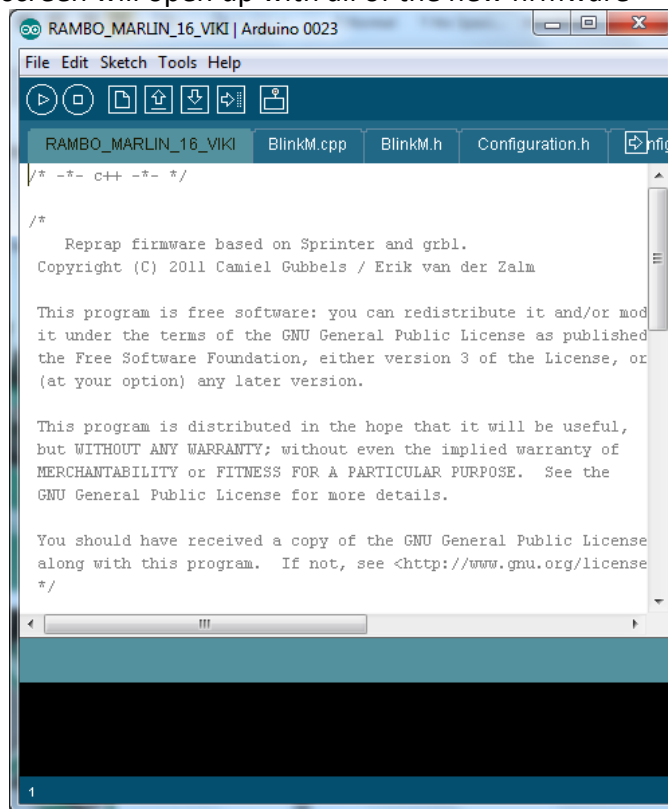 screen will open up with all of the new firmware
RAMBO_MARLIN_16_VIKI | Arduino 0023
File Edit Sketch Tools Help
RAMBO_MARLIN_16_VIKI BlinkM.cpp BlinkM.h Configuration.h nfig
/* -*- c++ -*- */
/*
Reprap firmware based on Sprinter and grbl.
Copyright (C) 2011 Camiel Gubbels / Erik van der Zalm
This program is free software: you can redistribute it and/or mod
it under the terms of the GNU General Public License as published
the Free Software Foundation, either version 3 of the License, or
(at your option) any later version.
This program is distributed in the hope that it will be useful,
but WITHOUT ANY WARRANTY; without even the implied warranty of
MERCHANTABILITY or FITNESS FOR A PARTICULAR PURPOSE.  See the
GNU General Public License for more details.
You should have received a copy of the GNU General Public License
along with this program.  If not, see <http://www.gnu.org/license
*/
1